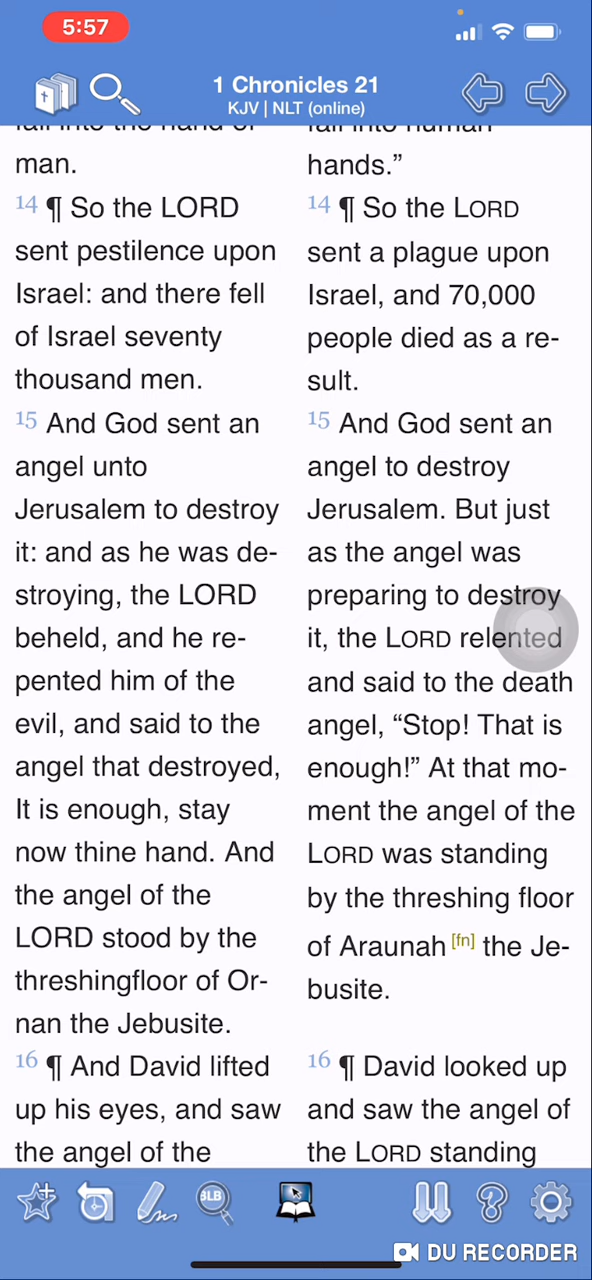 5:57
1 Chronicles 21
KJV | NLT (online)
man.
14 ¶ So the LORD
sent pestilence upon
Israel: and there fell
of Israel seventy
thousand men.
15 And God sent an
angel unto
Jerusalem to destroy
it: and as he was de-
stroying, the LORD
beheld, and he re-
pented him of the
evil, and said to the
angel that destroyed,
It is enough, stay
now thine hand. And
the angel of the
LORD stood by the
threshingfloor of Or-
nan the Jebusite.
16 ¶ And David lifted
up his eyes, and saw
the angel of the
hands.”
14 ¶ So the LORD
sent a plague upon
Israel, and 70,000
people died as a re-
sult.
15 And God sent an
angel to destroy
Jerusalem. But just
as the angel was
preparing to destroy
it, the LORD relented
and said to the death
angel, “Stop! That is
enough!” At that mo-
ment the angel of the
LORD was standing
by the threshing floor
of Araunah [fn] the Je-
busite.
16 ¶ David looked up
and saw the angel of
the LORD standing
BLB
DU RECORDER